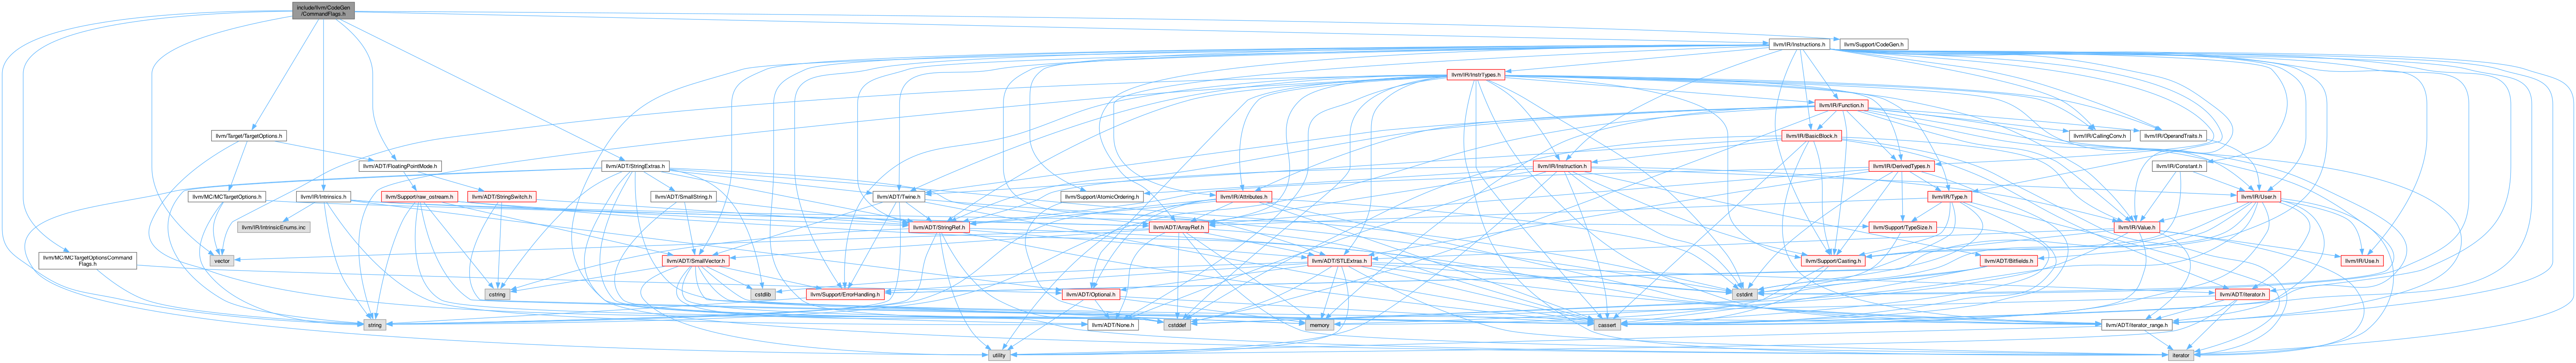 include/llvm/CodeGen
/CommandFlags.h
llvm/IR/Instructions.h
llvm/Support/CodeGen.h
llvm/IR/InstrTypes.h
llvm/IR/Function.h
llvm/Target/TargetOptions.h
llvm/IR/BasicBlock.h
llvm/IR/CallingConv.h
llvm/IR/OperandTraits.h
llvm/ADT/FloatingPointMode.h
llvm/ADT/StringExtras.h
llvm/IR/Instruction.h
llvm/IR/DerivedTypes.h
llvm/IR/Constant.h
llvm/MC/MCTargetOptions.h
llvm/IR/Intrinsics.h
llvm/Support/raw_ostream.h
llvm/ADT/StringSwitch.h
llvm/ADT/SmallString.h
llvm/ADT/Twine.h
llvm/Support/AtomicOrdering.h
llvm/IR/Attributes.h
llvm/IR/Type.h
llvm/IR/User.h
llvm/IR/IntrinsicEnums.inc
llvm/ADT/StringRef.h
llvm/ADT/ArrayRef.h
llvm/Support/TypeSize.h
llvm/IR/Value.h
llvm/MC/MCTargetOptionsCommand
Flags.h
vector
llvm/ADT/SmallVector.h
llvm/ADT/STLExtras.h
llvm/Support/Casting.h
llvm/ADT/Bitfields.h
llvm/IR/Use.h
cstring
cstdlib
llvm/Support/ErrorHandling.h
llvm/ADT/Optional.h
cstdint
llvm/ADT/iterator.h
string
llvm/ADT/None.h
cstddef
memory
cassert
llvm/ADT/iterator_range.h
utility
iterator